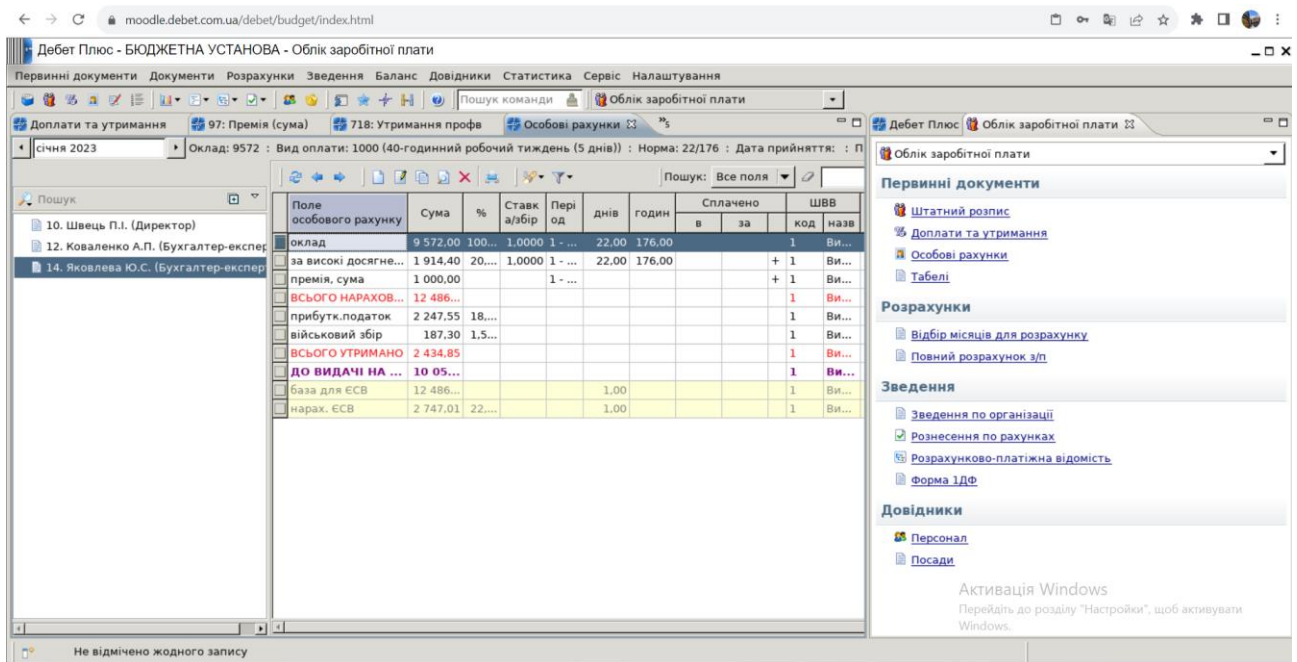 moodle.debet.com.ua/debet/budget/index.html
Дебет Плюс - БЮДЖЕТНА УСТАНОВА - Облік заробітної плати
Первинні документи Документи Розрахунки Зведення Баланс Довідники Статистика Сервіс Налаштування
Пошук команди Облік заробітної плати
Доплати та утримання 97: Премія (сума) 718: Утримання профв Особові рахунки Дебет Плюс Облік заробітної плати
січня 2023 Оклад: 9572 : Вид оплати: 1000 (40-годинний робочий тиждень (5 днів)) : Норма: 22/176 : Дата прийняття: : П
Пошук: Все поля
Пошук
10. Швець П.І. (Директор)
12. Коваленко А.П. (Бухгалтер-експер
14. Яковлева Ю.С. (Бухгалтер-експер
Поле особового рахунку Сума % Ставка/збір Період днів годин Сплачено в за ШВВ код назв
оклад 9 572,00 100... 1,0000 1 - ... 22,00 176,00 1 Ви...
за високі досягне... 1 914,40 20,... 1,0000 1 - ... 22,00 176,00 + 1 Ви...
премія, сума 1 000,00 1 - ... + 1 Ви...
ВСЬОГО НАРАХОВ... 12 486... 1 Ви...
прибутк.податок 2 247,55 18,... 1 Ви...
військовий збір 187,30 1,5... 1 Ви...
ВСЬОГО УТРИМАНО 2 434,85 1 Ви...
ДО ВИДАЧІ НА ... 10 05... 1 Ви...
база для ЄСВ 12 486... 1,00 1 Ви...
нарах. ЄСВ 2 747,01 22,... 1,00 1 Ви...
Облік заробітної плати
Первинні документи
Штатний розпис
Доплати та утримання
Особові рахунки
Табелі
Розрахунки
Відбір місяців для розрахунку
Повний розрахунок з/п
Зведення
Зведення по організації
Рознесення по рахунках
Розрахунково-платіжна відомість
Форма 1ДФ
Довідники
Персонал
Посади
Активація Windows
Перейдіть до розділу "Настройки", щоб активувати
Windows.
Не відмічено жодного запису